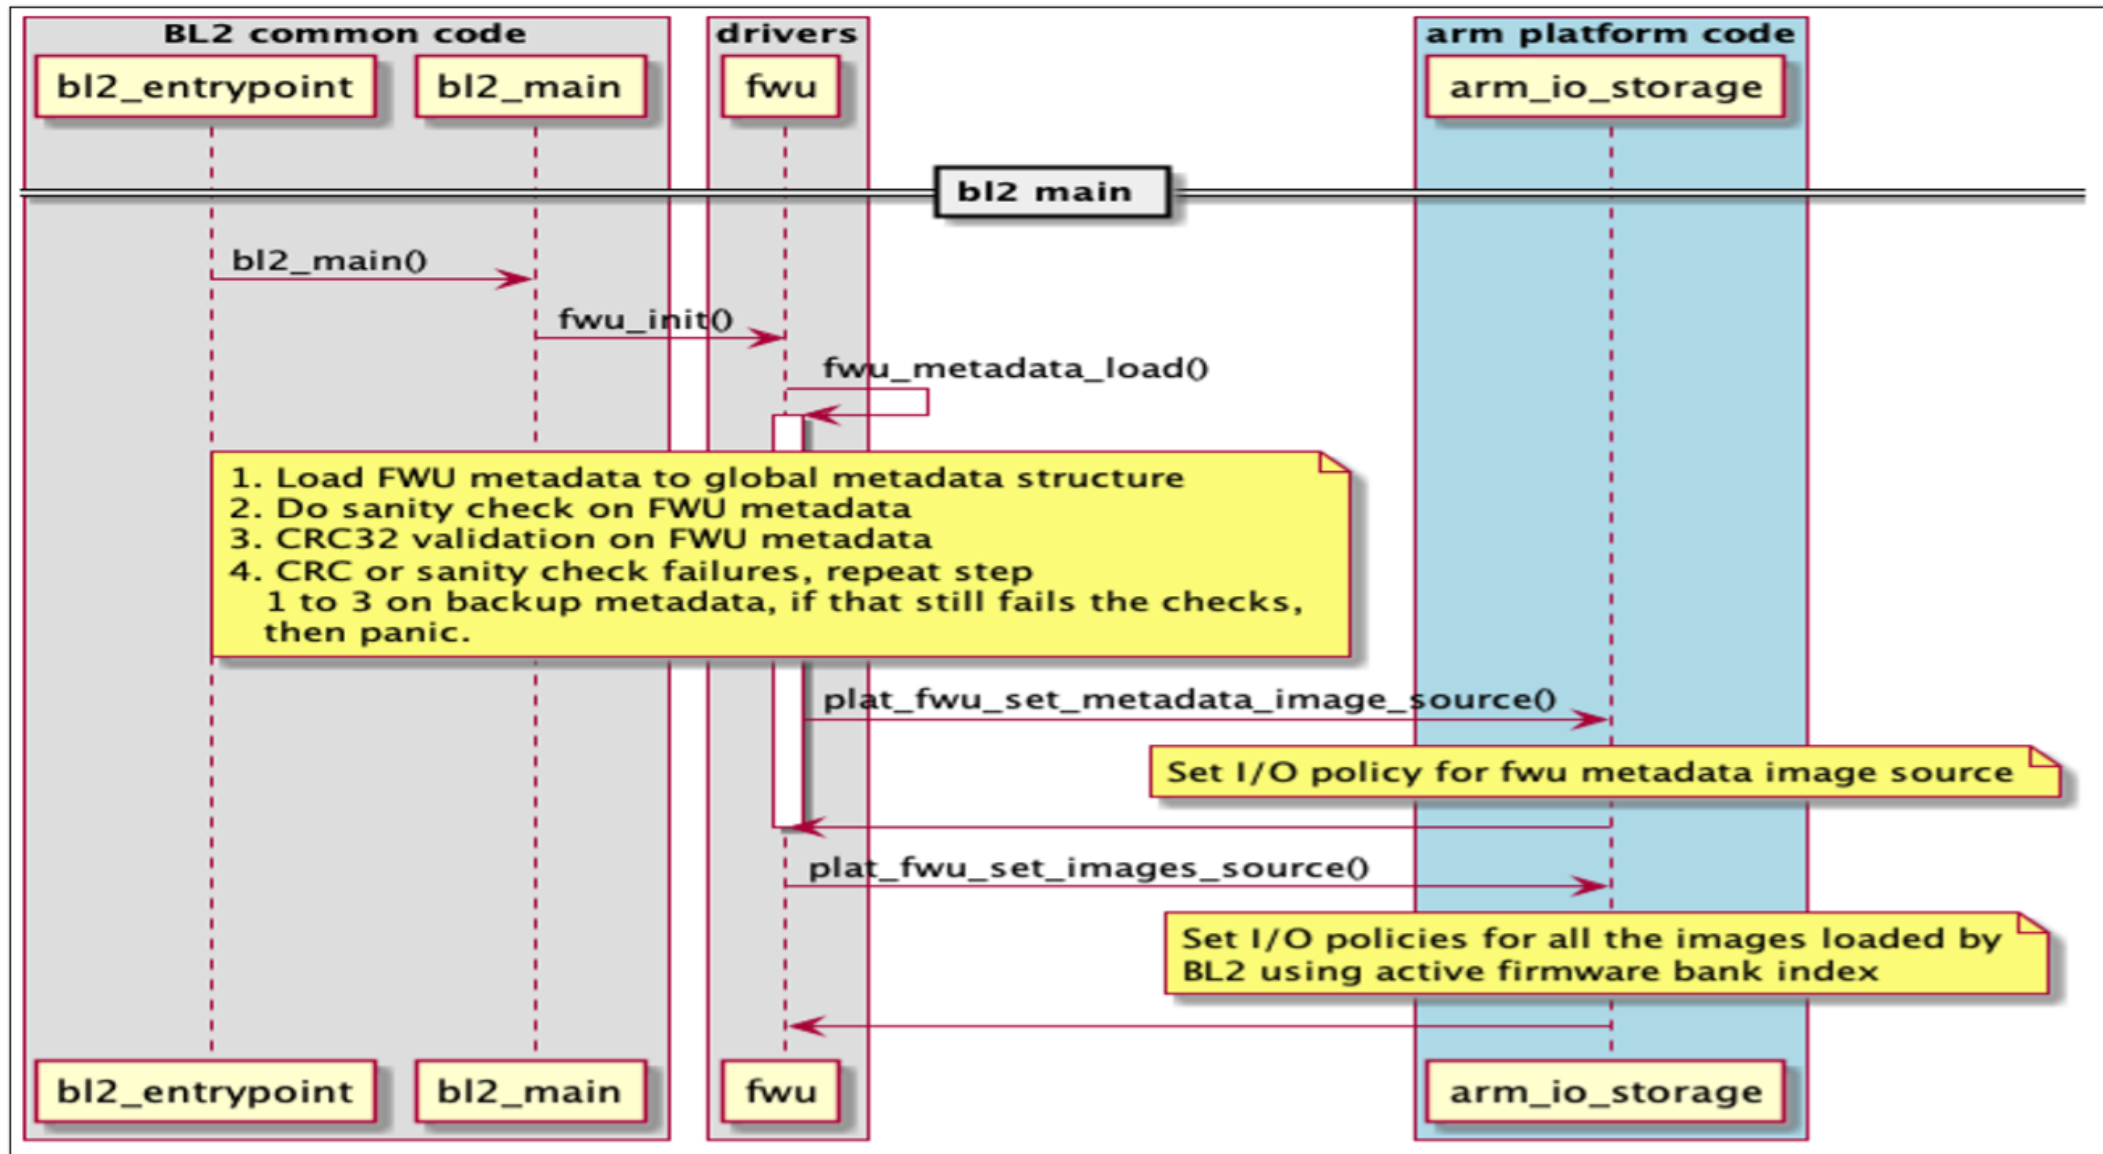 BL2 common code
drivers
arm platform code
bl2_entrypoint
bl2_main
fwu
arm_io_storage
bl2 main
bl2_main()
fwu_init()
fwu_metadata_load()
1. Load FWU metadata to global metadata structure
2. Do sanity check on FWU metadata
3. CRC32 validation on FWU metadata
4. CRC or sanity check failures, repeat step
1 to 3 on backup metadata, if that still fails the checks,
then panic.
plat_fwu_set_metadata_image_source()
Set I/O policy for fwu metadata image source
plat_fwu_set_images_source()
Set I/O policies for all the images loaded by
BL2 using active firmware bank index
bl2_entrypoint
bl2_main
fwu
arm_io_storage